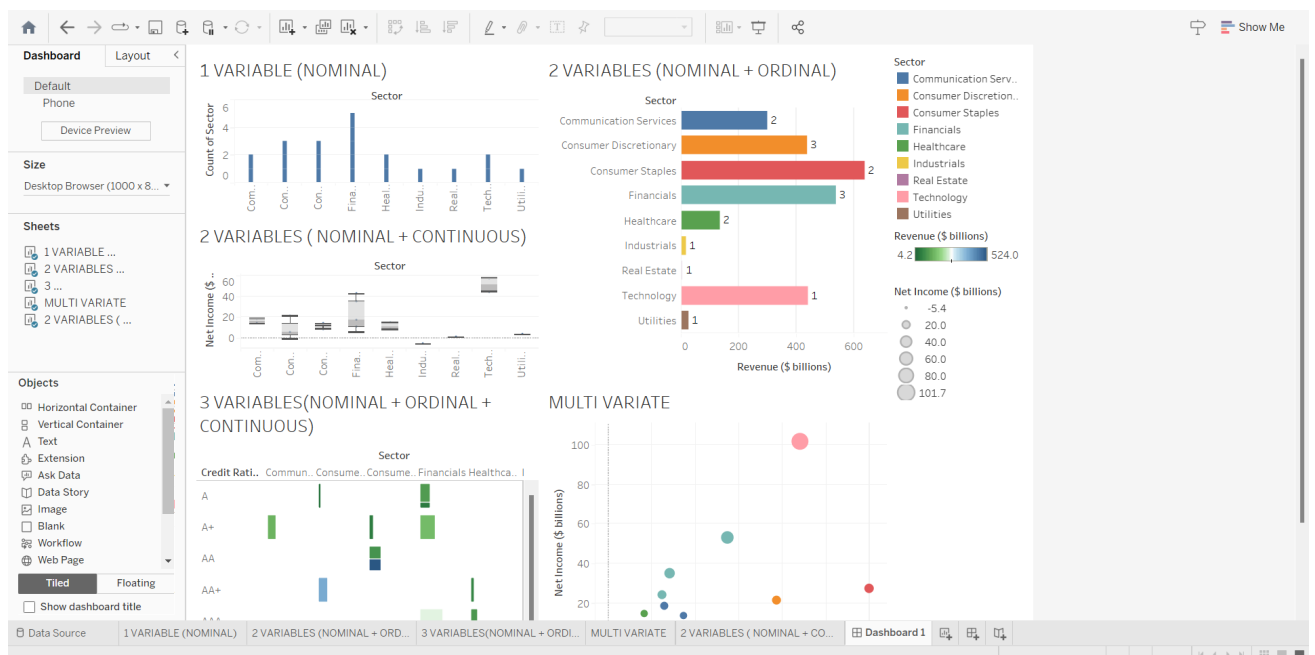 Show Me
Dashboard
Layout
Default
Phone
Device Preview
Size
Desktop Browser (1000 x 8...
Sheets
1 VARIABLE ...
2 VARIABLES ...
3 ...
MULTI VARIATE
2 VARIABLES ( ...
Objects
Horizontal Container
Vertical Container
Text
Extension
Ask Data
Data Story
Image
Blank
Workflow
Web Page
Tiled
Floating
Show dashboard title
1 VARIABLE (NOMINAL)
Sector
Count of Sector
6
4
2
0
Com..
Con..
Con..
Fina..
Heal..
Indu..
Real..
Tech..
Utili..
2 VARIABLES ( NOMINAL + CONTINUOUS)
Sector
Net Income ($ ..
60
40
20
0
Com..
Con..
Con..
Fina..
Heal..
Indu..
Real..
Tech..
Utili..
3 VARIABLES(NOMINAL + ORDINAL +
CONTINUOUS)
Sector
Credit Rati.. Commun.. Consume.. Consume.. Financials Healthca..
A
A+
AA
AA+
2 VARIABLES (NOMINAL + ORDINAL)
Sector
Communication Services 2
Consumer Discretionary 3
Consumer Staples 2
Financials 3
Healthcare 2
Industrials 1
Real Estate 1
Technology 1
Utilities 1
0 200 400 600
Revenue ($ billions)
MULTI VARIATE
Net Income ($ billions)
100
80
60
40
20
Sector
Communication Serv..
Consumer Discretion..
Consumer Staples
Financials
Healthcare
Industrials
Real Estate
Technology
Utilities
Revenue ($ billions)
4.2 524.0
Net Income ($ billions)
-5.4
20.0
40.0
60.0
80.0
101.7
Data Source
1 VARIABLE (NOMINAL)
2 VARIABLES (NOMINAL + ORD...
3 VARIABLES(NOMINAL + ORDI...
MULTI VARIATE
2 VARIABLES ( NOMINAL + CO...
Dashboard 1